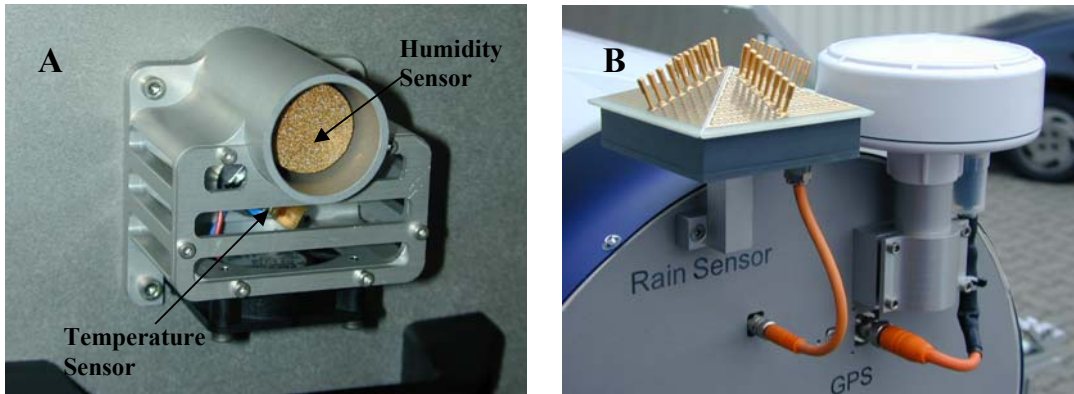 A
Humidity
Sensor
Temperature
Sensor
B
Rain Sensor
GPS